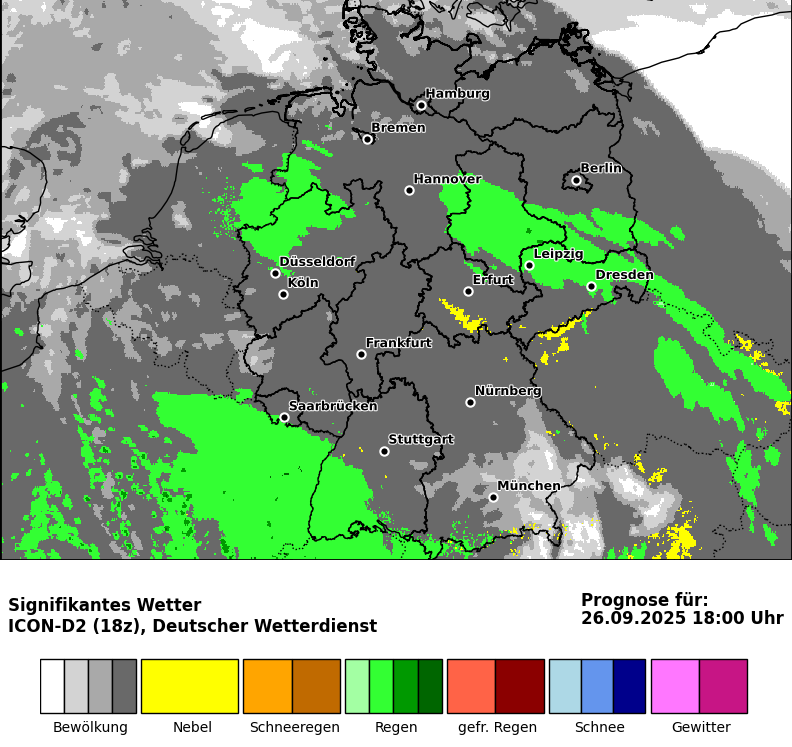 Hamburg
Bremen
Berlin
Hannover
Leipzig
Düsseldorf
Dresden
Erfurt
Köln
Frankfurt
Nürnberg
Saarbrücken
Stuttgart
München
Signifikantes Wetter
ICON-D2 (18z), Deutscher Wetterdienst
Prognose für:
26.09.2025 18:00 Uhr
Bewölkung Nebel Schneeregen Regen gefr. Regen Schnee Gewitter